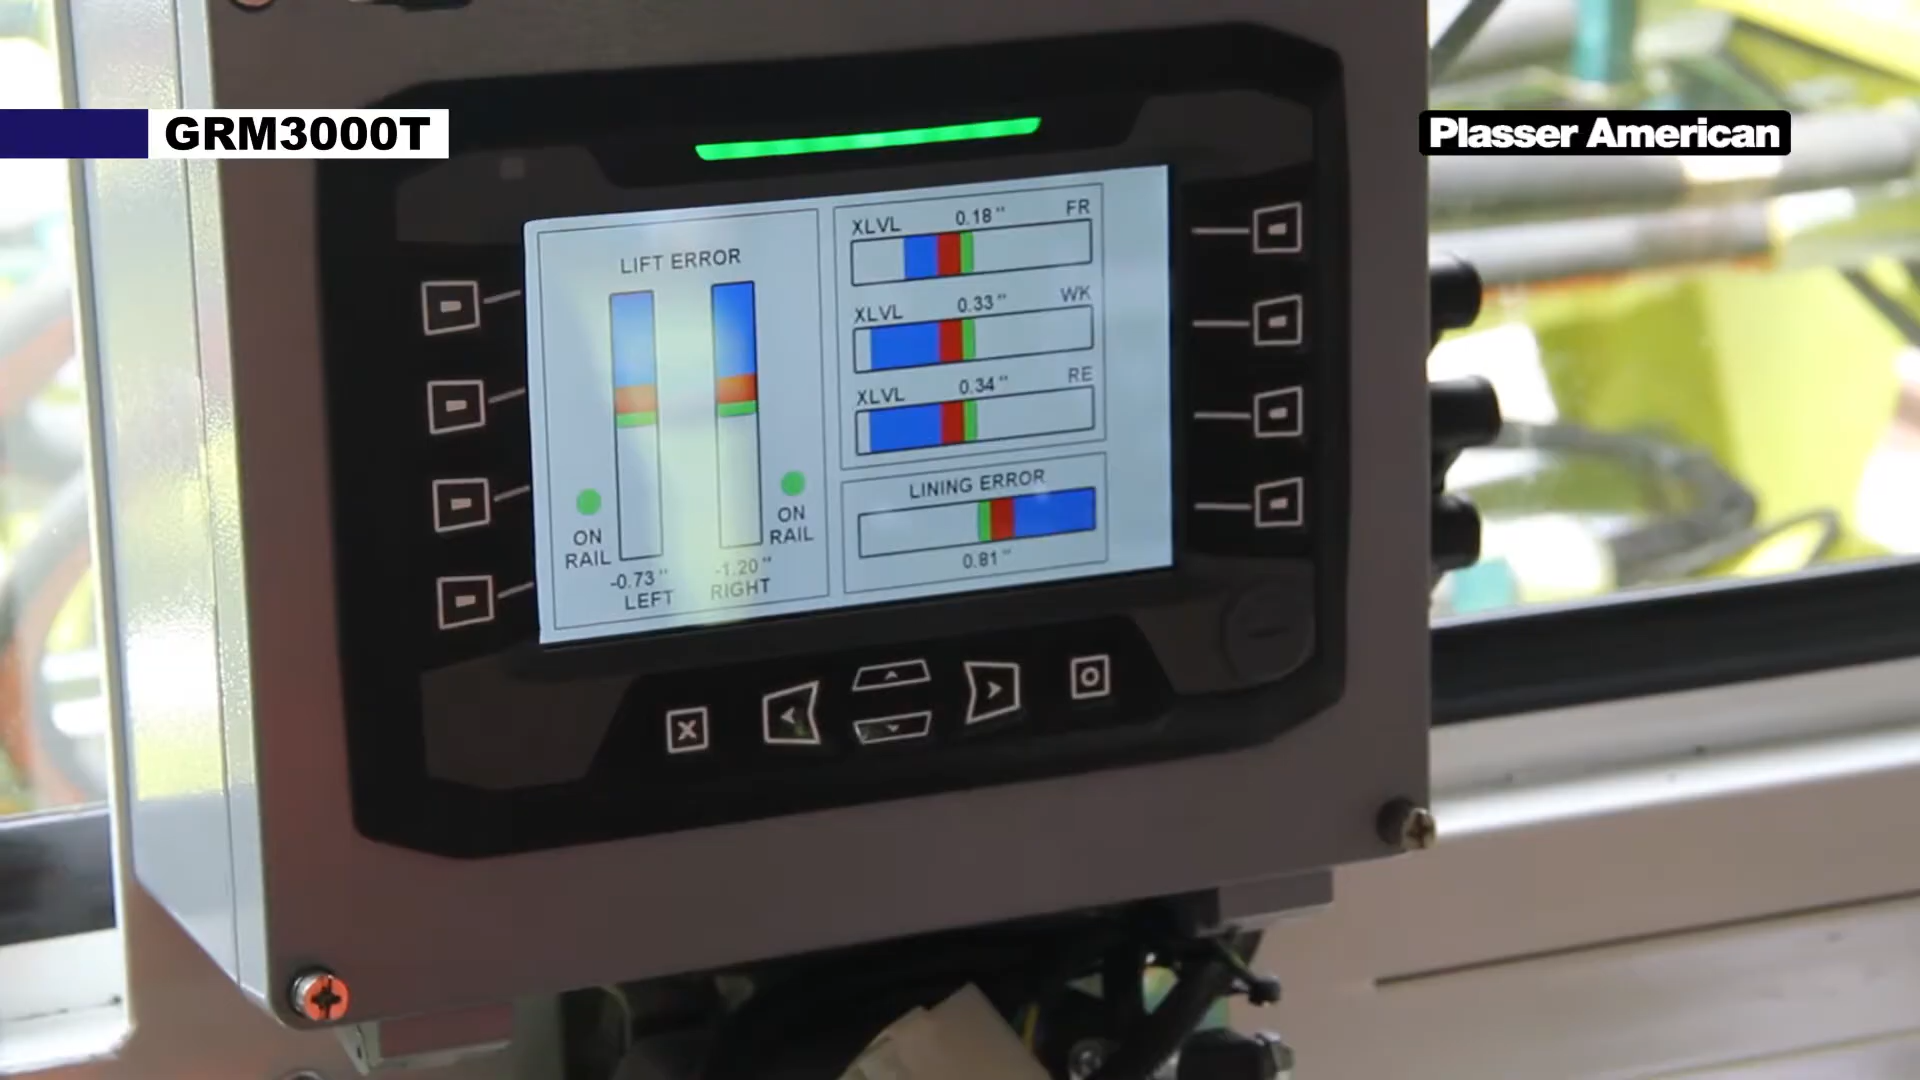 GRM3000T
Plasser American
LIFT ERROR
ON
RAIL
-0.73"
LEFT
ON
RAIL
-1.20"
RIGHT
XLVL 0.18" FR
XLVL 0.33" WK
XLVL 0.34" RE
LINING ERROR
0.81"